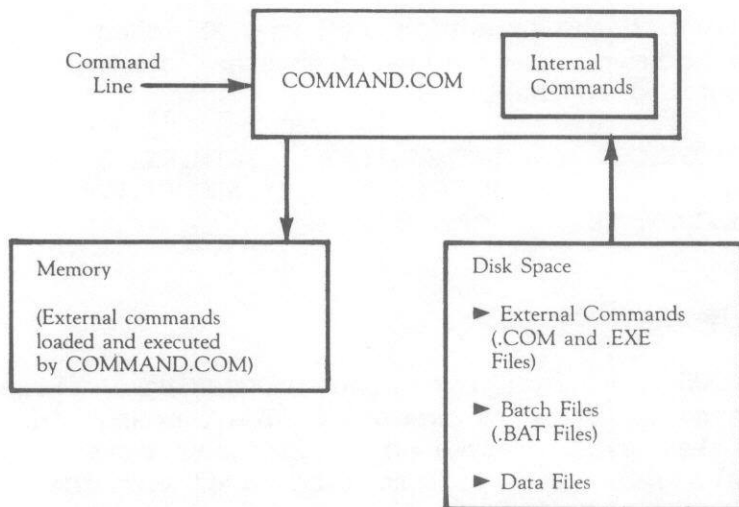 Command
Line
COMMAND.COM
Internal
Commands
Memory
(External commands
loaded and executed
by COMMAND.COM)
Disk Space
► External Commands
(.COM and .EXE
Files)
► Batch Files
(.BAT Files)
► Data Files